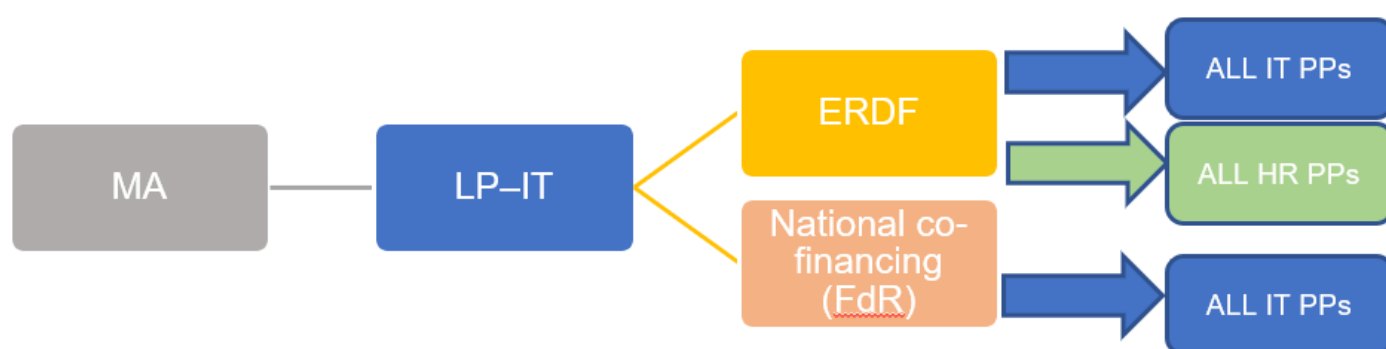 MA
LP–IT
ERDF
National co-
financing
(FdR)
ALL IT PPs
ALL HR PPs
ALL IT PPs